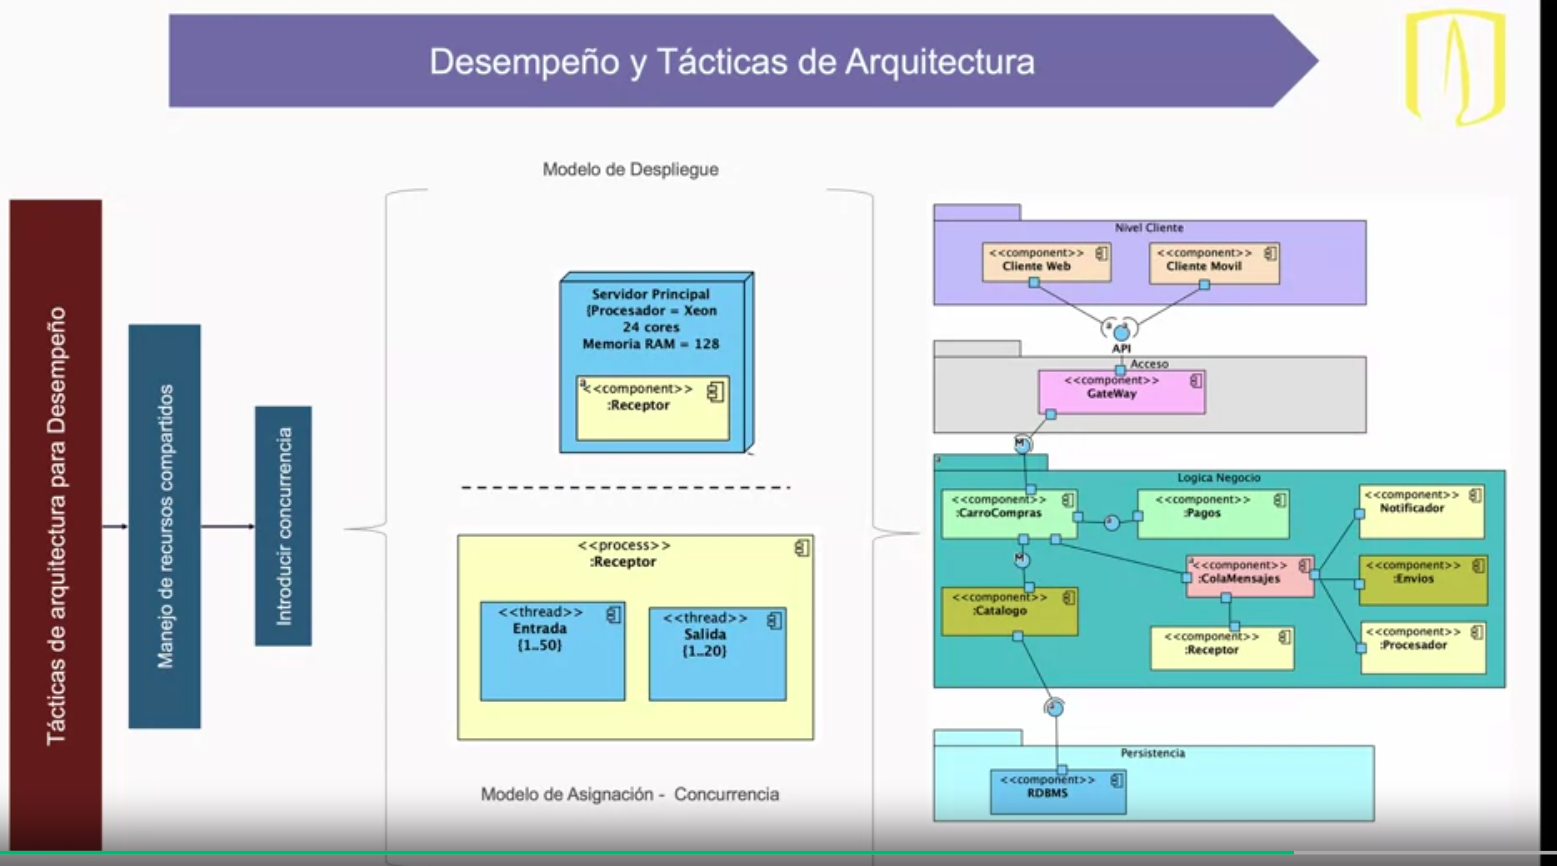 Desempeño y Tácticas de Arquitectura
Tácticas de arquitectura para Desempeño
Manejo de recursos compartidos
Introducir concurrencia
Modelo de Despliegue
Servidor Principal
{Procesador = Xeon
24 cores
Memoria RAM = 128
<<component>>
:Receptor
<<process>>
:Receptor
<<thread>>
Entrada
{1..50}
<<thread>>
Salida
{1..20}
Modelo de Asignación - Concurrencia
Nivel Cliente
<<component>>
Cliente Web
<<component>>
Cliente Movil
API
Acceso
<<component>>
GateWay
M
Logica Negocio
<<component>>
:CarroCompras
<<component>>
:Pagos
<<component>>
Notificador
M
<<component>>
:ColaMensajes
<<component>>
:Envios
<<component>>
:Catalogo
<<component>>
:Receptor
<<component>>
:Procesador
Persistencia
<<component>>
RDBMS